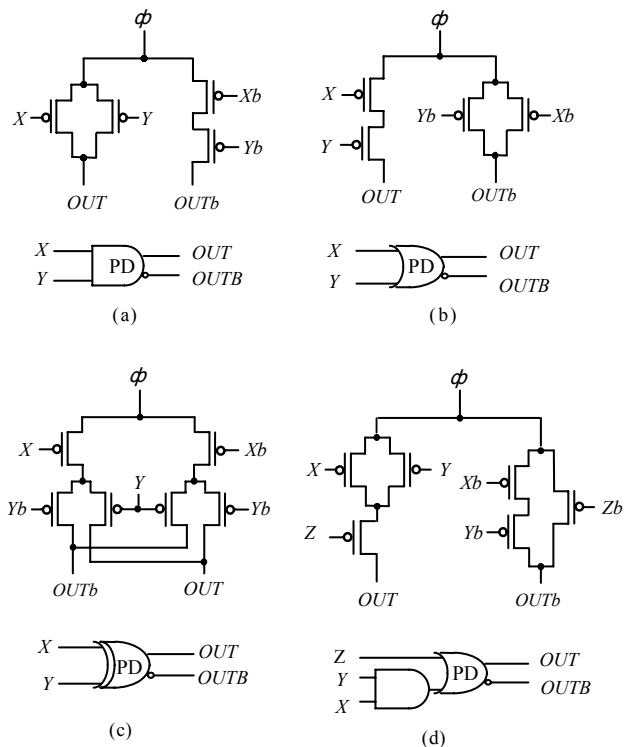 ф
ф
X Y Xb
Yb
OUT OUTb
X
Y
Yb Xb
OUT OUTb
X
Y
PD
OUT
OUTB
(a)
X
Y
PD
OUT
OUTB
(b)
ф
ф
X Xb
Y
Yb Yb
OUTb OUT
X Y
Z
Xb
Yb
Zb
OUT OUTb
X
Y
PD
OUT
OUTB
(c)
Z
Y
X
PD
OUT
OUTB
(d)